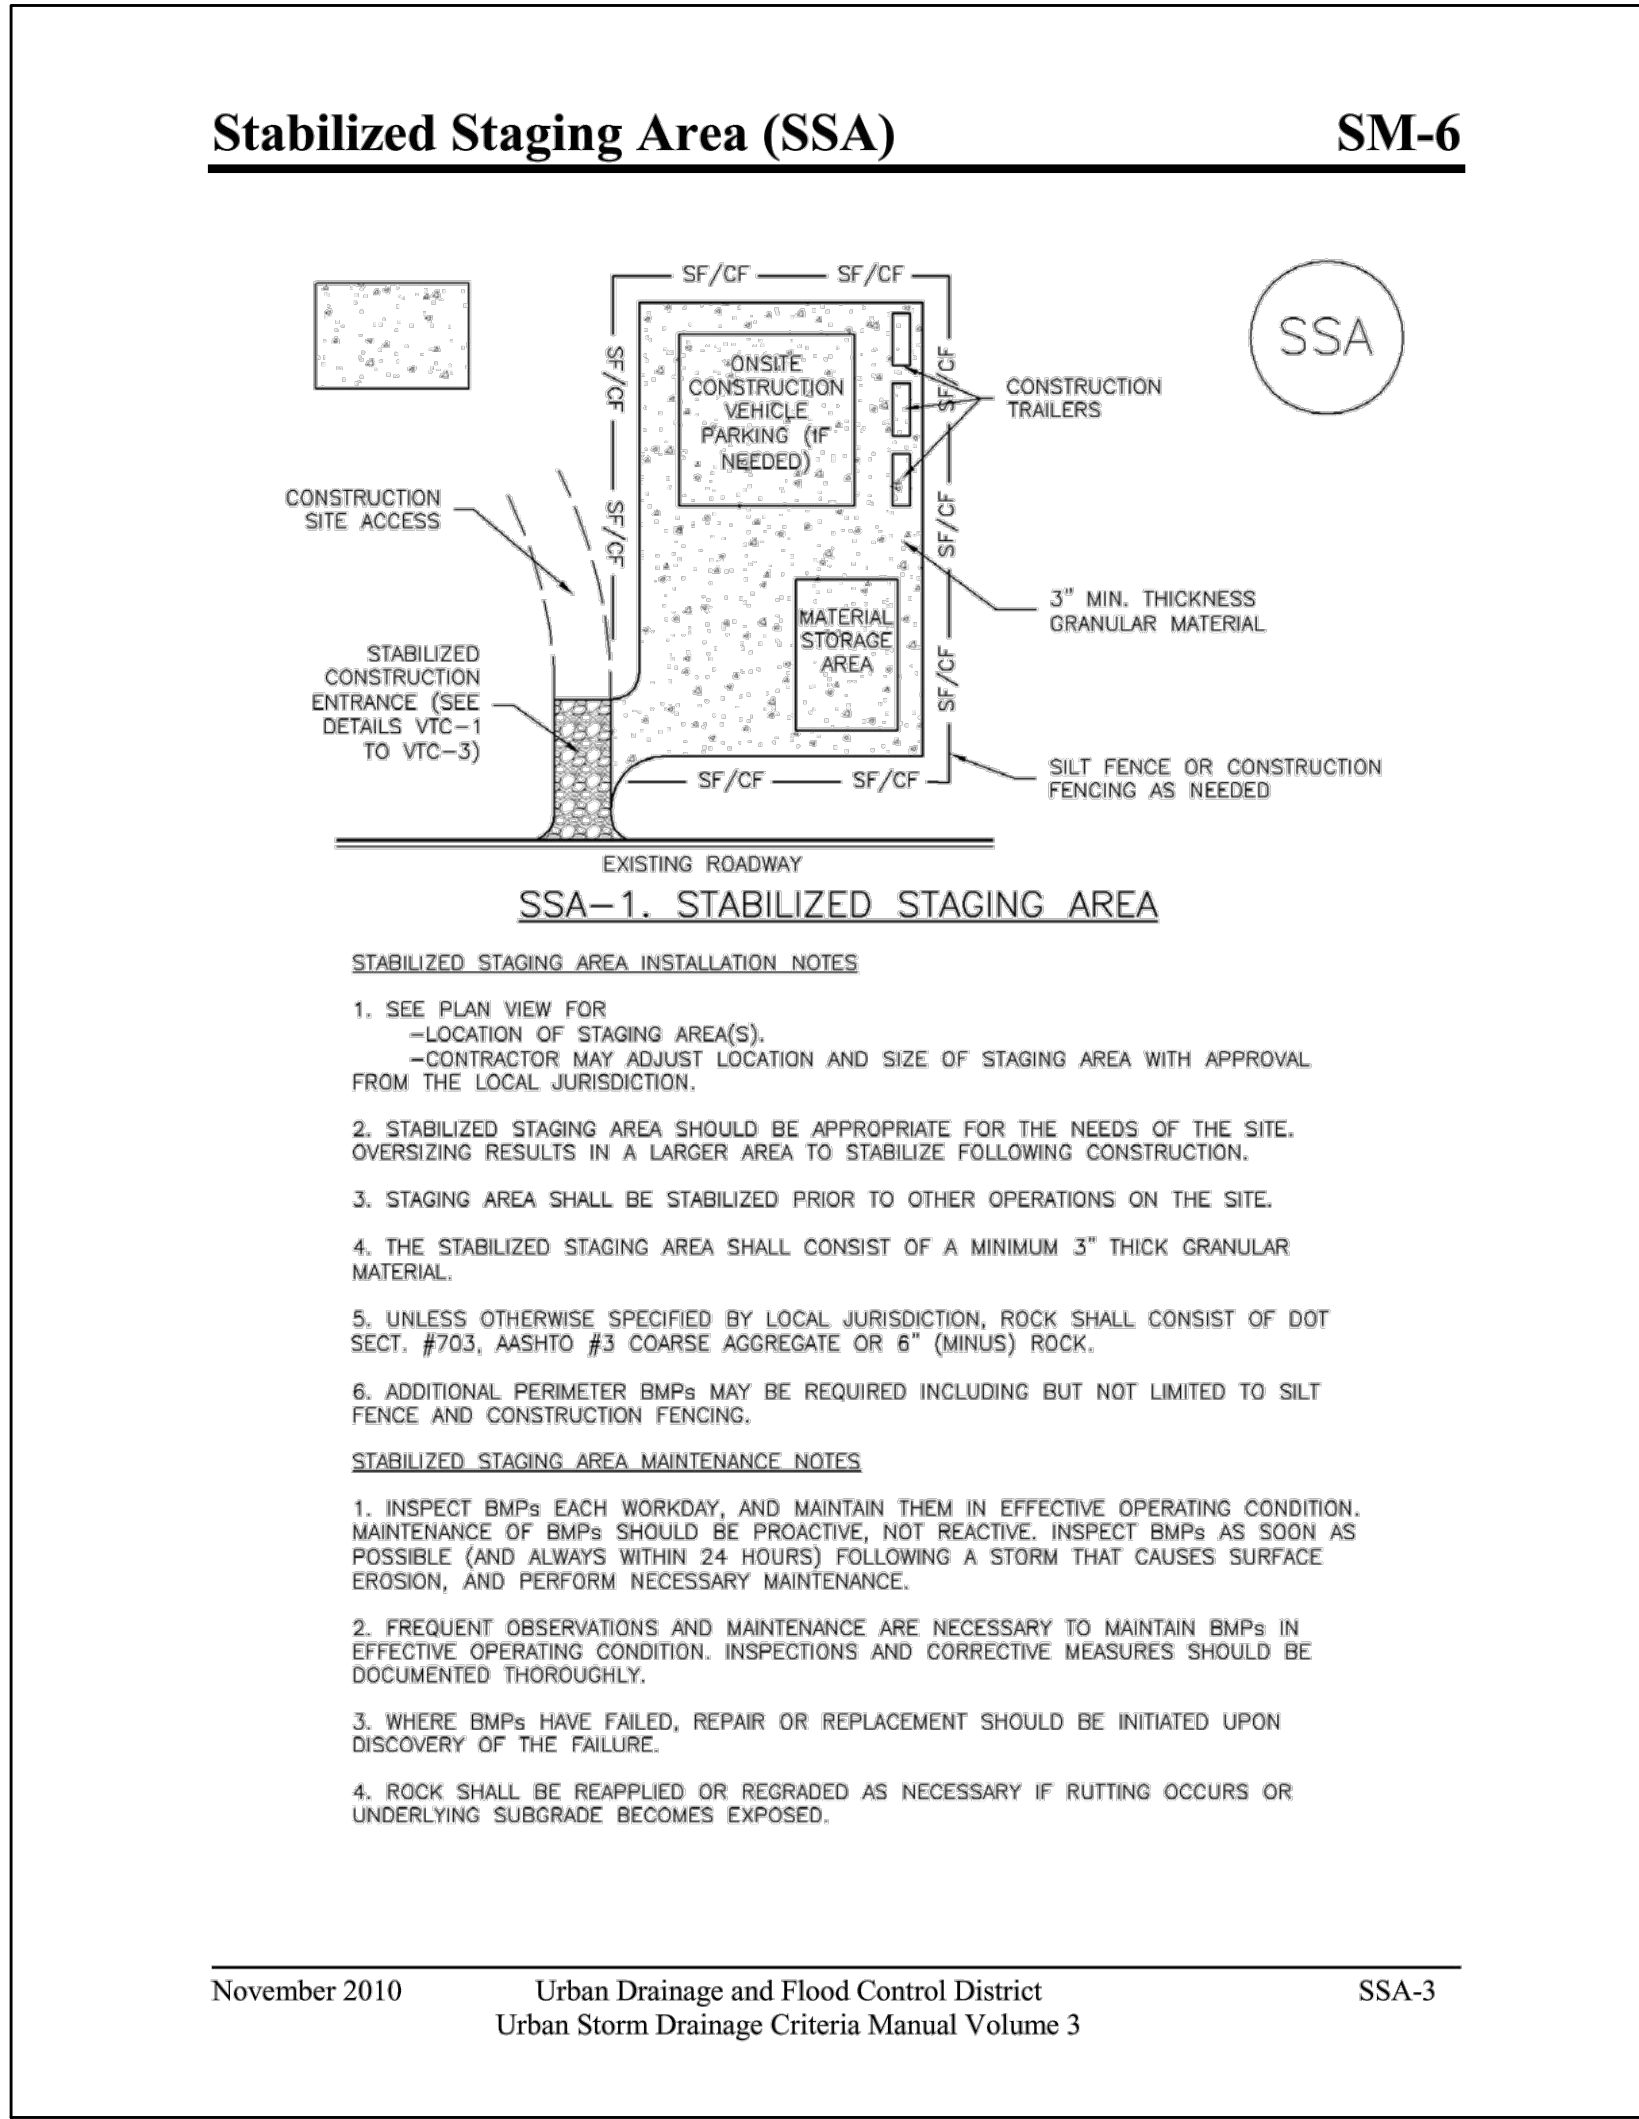 Stabilized Staging Area (SSA) SM-6
SF/CF SF/CF
SSA
SF/CF
SF/CF
ONSITE
CONSTRUCTION
VEHICLE
PARKING (IF
NEEDED)
CONSTRUCTION
TRAILERS
CONSTRUCTION
SITE ACCESS
SF/CF
SF/CF
3" MIN. THICKNESS
GRANULAR MATERIAL
MATERIAL
STORAGE
AREA
STABILIZED
CONSTRUCTION
ENTRANCE (SEE
DETAILS VTC-1
TO VTC-3)
SF/CF
SF/CF SF/CF
SILT FENCE OR CONSTRUCTION
FENCING AS NEEDED
EXISTING ROADWAY
SSA-1. STABILIZED STAGING AREA
STABILIZED STAGING AREA INSTALLATION NOTES
1. SEE PLAN VIEW FOR
-LOCATION OF STAGING AREA(S).
-CONTRACTOR MAY ADJUST LOCATION AND SIZE OF STAGING AREA WITH APPROVAL
FROM THE LOCAL JURISDICTION.
2. STABILIZED STAGING AREA SHOULD BE APPROPRIATE FOR THE NEEDS OF THE SITE.
OVERSIZING RESULTS IN A LARGER AREA TO STABILIZE FOLLOWING CONSTRUCTION.
3. STAGING AREA SHALL BE STABILIZED PRIOR TO OTHER OPERATIONS ON THE SITE.
4. THE STABILIZED STAGING AREA SHALL CONSIST OF A MINIMUM 3" THICK GRANULAR
MATERIAL.
5. UNLESS OTHERWISE SPECIFIED BY LOCAL JURISDICTION, ROCK SHALL CONSIST OF DOT
SECT. #703, AASHTO #3 COARSE AGGREGATE OR 6" (MINUS) ROCK.
6. ADDITIONAL PERIMETER BMPs MAY BE REQUIRED INCLUDING BUT NOT LIMITED TO SILT
FENCE AND CONSTRUCTION FENCING.
STABILIZED STAGING AREA MAINTENANCE NOTES
1. INSPECT BMPs EACH WORKDAY, AND MAINTAIN THEM IN EFFECTIVE OPERATING CONDITION.
MAINTENANCE OF BMPs SHOULD BE PROACTIVE, NOT REACTIVE. INSPECT BMPs AS SOON AS
POSSIBLE (AND ALWAYS WITHIN 24 HOURS) FOLLOWING A STORM THAT CAUSES SURFACE
EROSION, AND PERFORM NECESSARY MAINTENANCE.
2. FREQUENT OBSERVATIONS AND MAINTENANCE ARE NECESSARY TO MAINTAIN BMPs IN
EFFECTIVE OPERATING CONDITION. INSPECTIONS AND CORRECTIVE MEASURES SHOULD BE
DOCUMENTED THOROUGHLY.
3. WHERE BMPs HAVE FAILED, REPAIR OR REPLACEMENT SHOULD BE INITIATED UPON
DISCOVERY OF THE FAILURE.
4. ROCK SHALL BE REAPPLIED OR REGRADED AS NECESSARY IF RUTTING OCCURS OR
UNDERLYING SUBGRADE BECOMES EXPOSED.
November 2010 Urban Drainage and Flood Control District SSA-3
Urban Storm Drainage Criteria Manual Volume 3